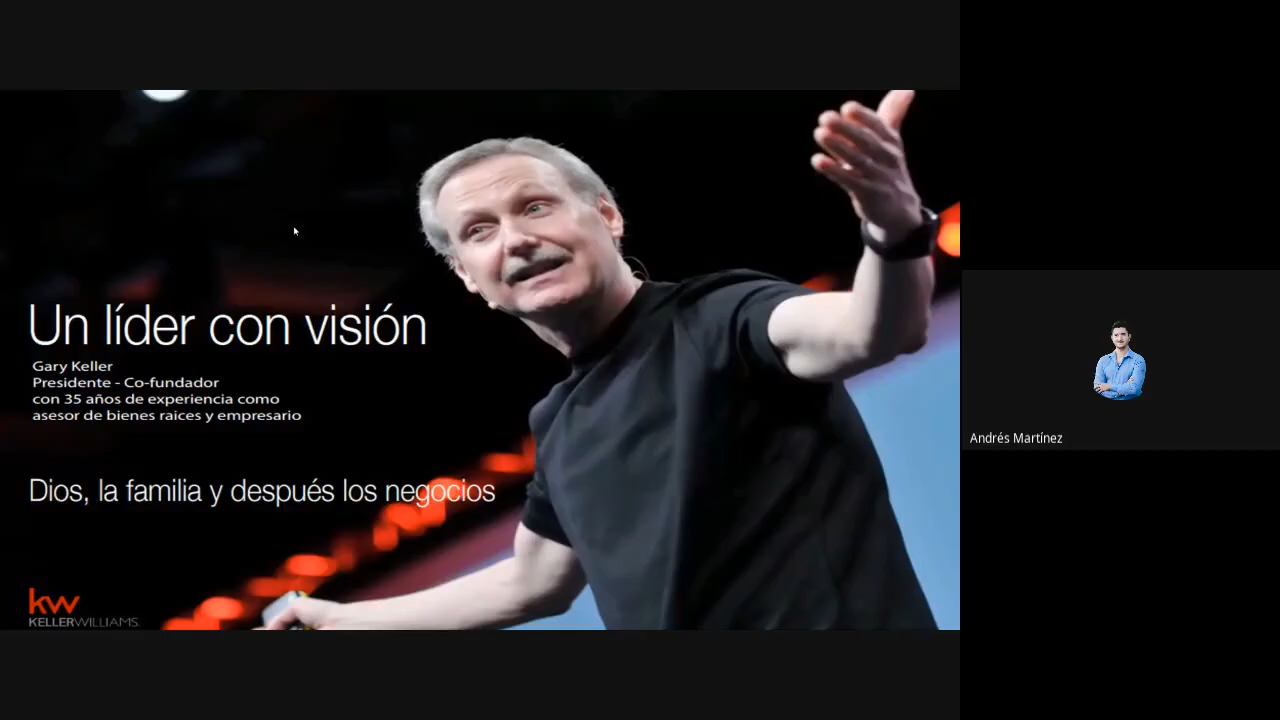 Un líder con visión
Gary Keller
Presidente - Co-fundador
con 35 años de experiencia como
asesor de bienes raices y empresario
Dios, la familia y después los negocios
kw
KELLERWILLIAMS.
Andrés Martínez